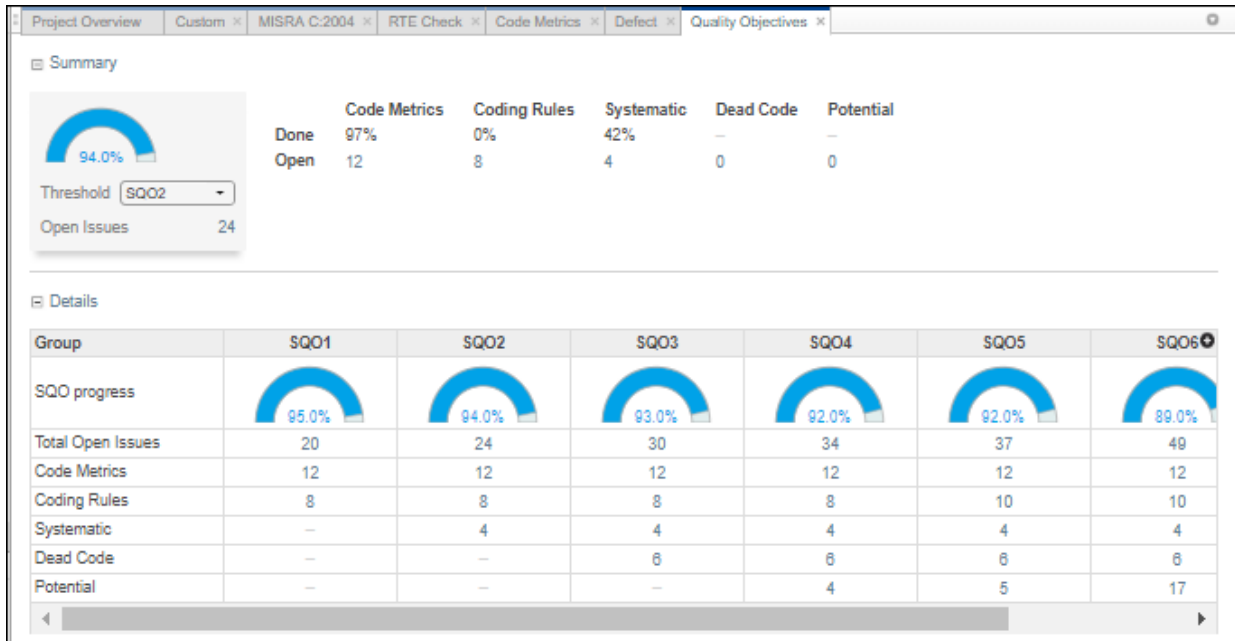 Project Overview Custom × MISRA C:2004 × RTE Check × Code Metrics × Defect × Quality Objectives ×
Summary
Code Metrics Coding Rules Systematic Dead Code Potential
Done 97% 0% 42% – –
94.0%
Open 12 8 4 0 0
Threshold SQO2
Open Issues 24
Details
Group SQO1 SQO2 SQO3 SQO4 SQO5 SQO6
SQO progress 95.0% 94.0% 93.0% 92.0% 92.0% 89.0%
Total Open Issues 20 24 30 34 37 49
Code Metrics 12 12 12 12 12 12
Coding Rules 8 8 8 8 10 10
Systematic – 4 4 4 4 4
Dead Code – – 6 6 6 6
Potential – – – 4 5 17